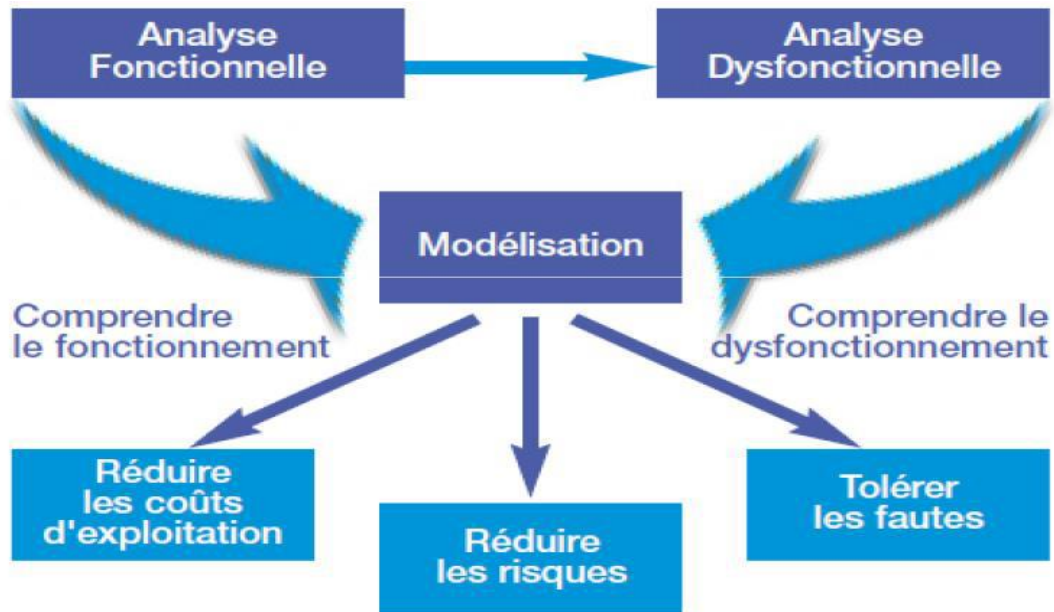 Analyse
Fonctionnelle
Analyse
Dysfonctionnelle
Modélisation
Comprendre
le fonctionnement
Comprendre le
dysfonctionnement
Réduire
les coûts
d'exploitation
Réduire
les risques
Tolérer
les fautes